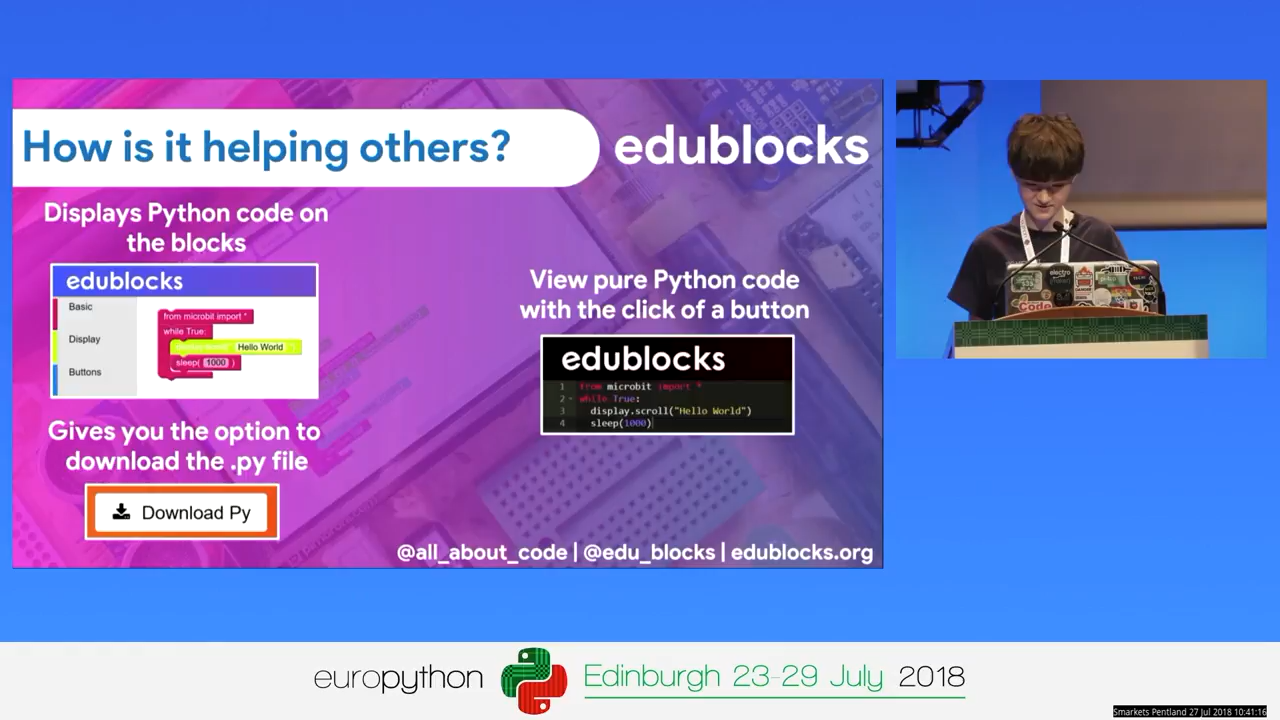 How is it helping others?
edublocks
Displays Python code on
the blocks
edublocks
Basic
Display
Buttons
from microbit import *
while True:
Hello World
sleep( 1000 )
Gives you the option to
download the .py file
Download Py
View pure Python code
with the click of a button
edublocks
1 from microbit import *
2 while True:
3 display.scroll("Hello World")
4 sleep(1000)
@all_about_code | @edu_blocks | edublocks.org
electro
Code
europython
Edinburgh 23-29 July 2018
Smarkets Pentland 27 Jul 2018 10:41:16